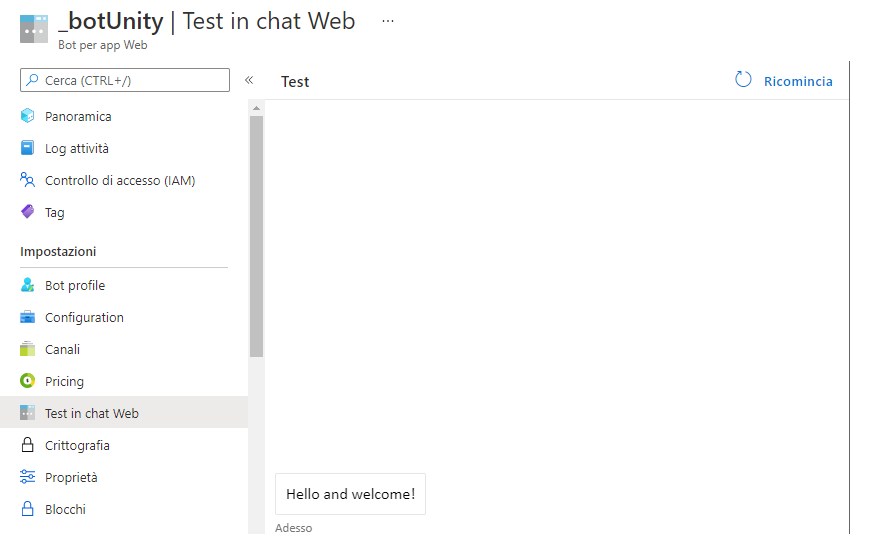 _botUnity | Test in chat Web ...
Bot per app Web
Cerca (CTRL+/)
«
Test
Ricomincia
Panoramica
Log attività
Controllo di accesso (IAM)
Tag
Impostazioni
Bot profile
Configuration
Canali
Pricing
Test in chat Web
Crittografia
Proprietà
Blocchi
Hello and welcome!
Adesso